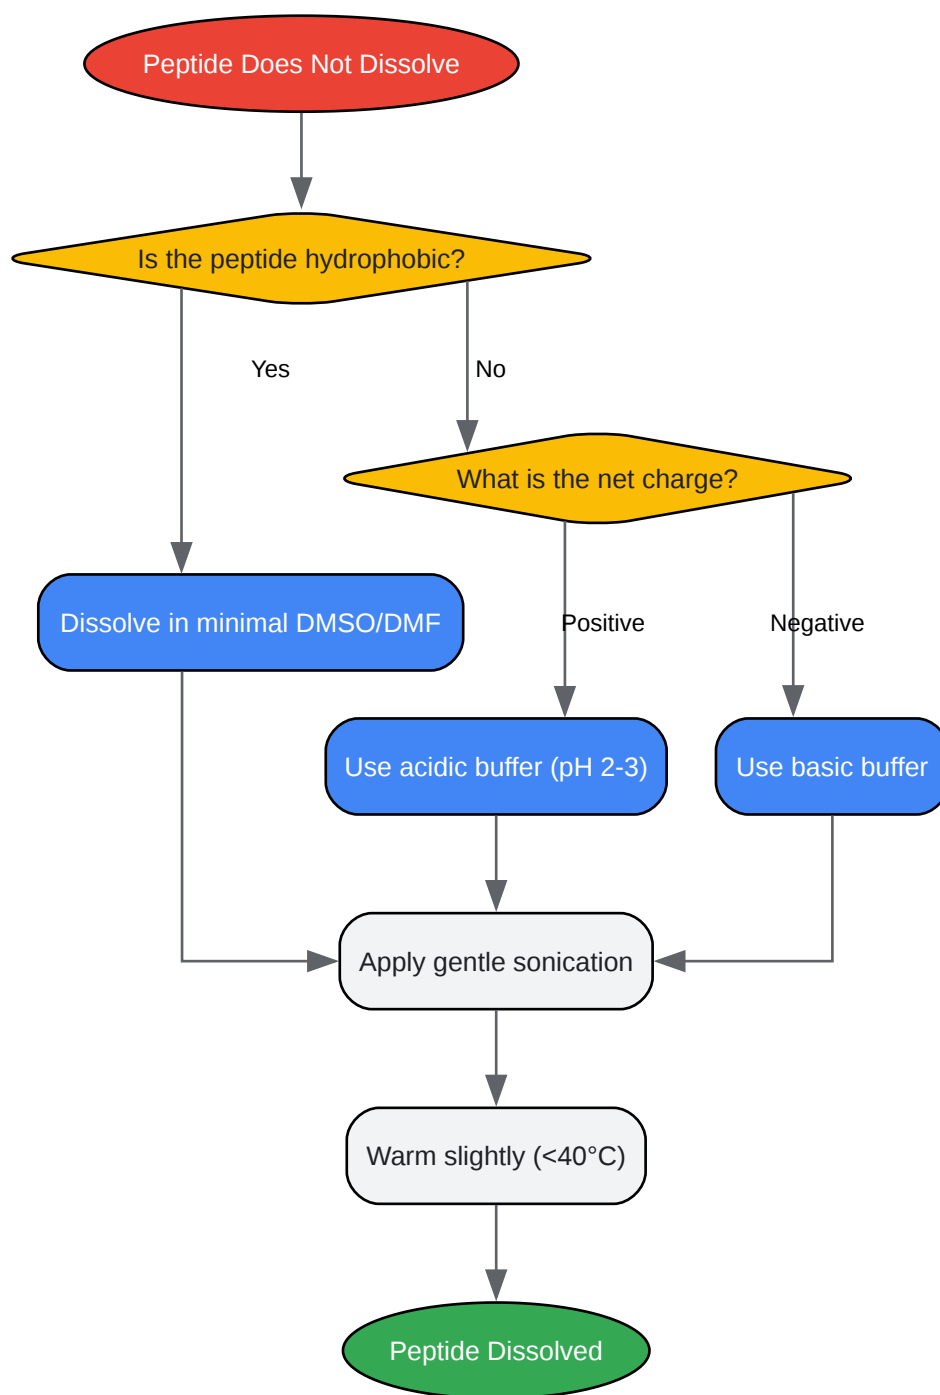 Peptide Does Not Dissolve
Is the peptide hydrophobic?
Yes
No
What is the net charge?
Dissolve in minimal DMSO/DMF
Positive
Negative
Use acidic buffer (pH 2-3)
Use basic buffer
Apply gentle sonication
Warm slightly (<40°C)
Peptide Dissolved